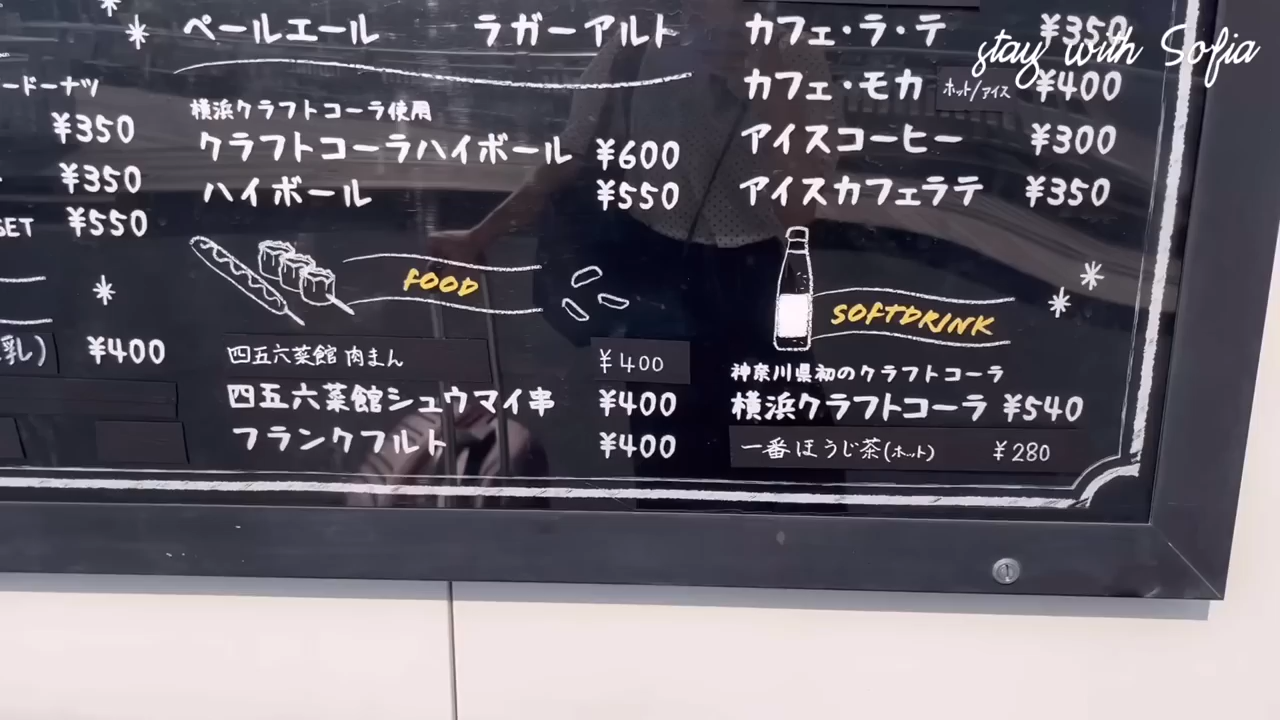 ードーナツ
¥350
¥350
SET ¥550
乳) ¥400
ペールエール ラガーアルト
横浜クラフトコーラ使用
クラフトコーラハイボール ¥600
ハイボール ¥550
FOOD
四五六菜館 肉まん ¥400
四五六菜館シュウマイ串 ¥400
フランクフルト ¥400
カフェ・ラ・テ ¥350
カフェ・モカ ホット/アイス ¥400
アイスコーヒー ¥300
アイスカフェラテ ¥350
SOFTDRINK
神奈川県初のクラフトコーラ
横浜クラフトコーラ ¥540
一番ほうじ茶(ホット) ¥280
stay with Sofia